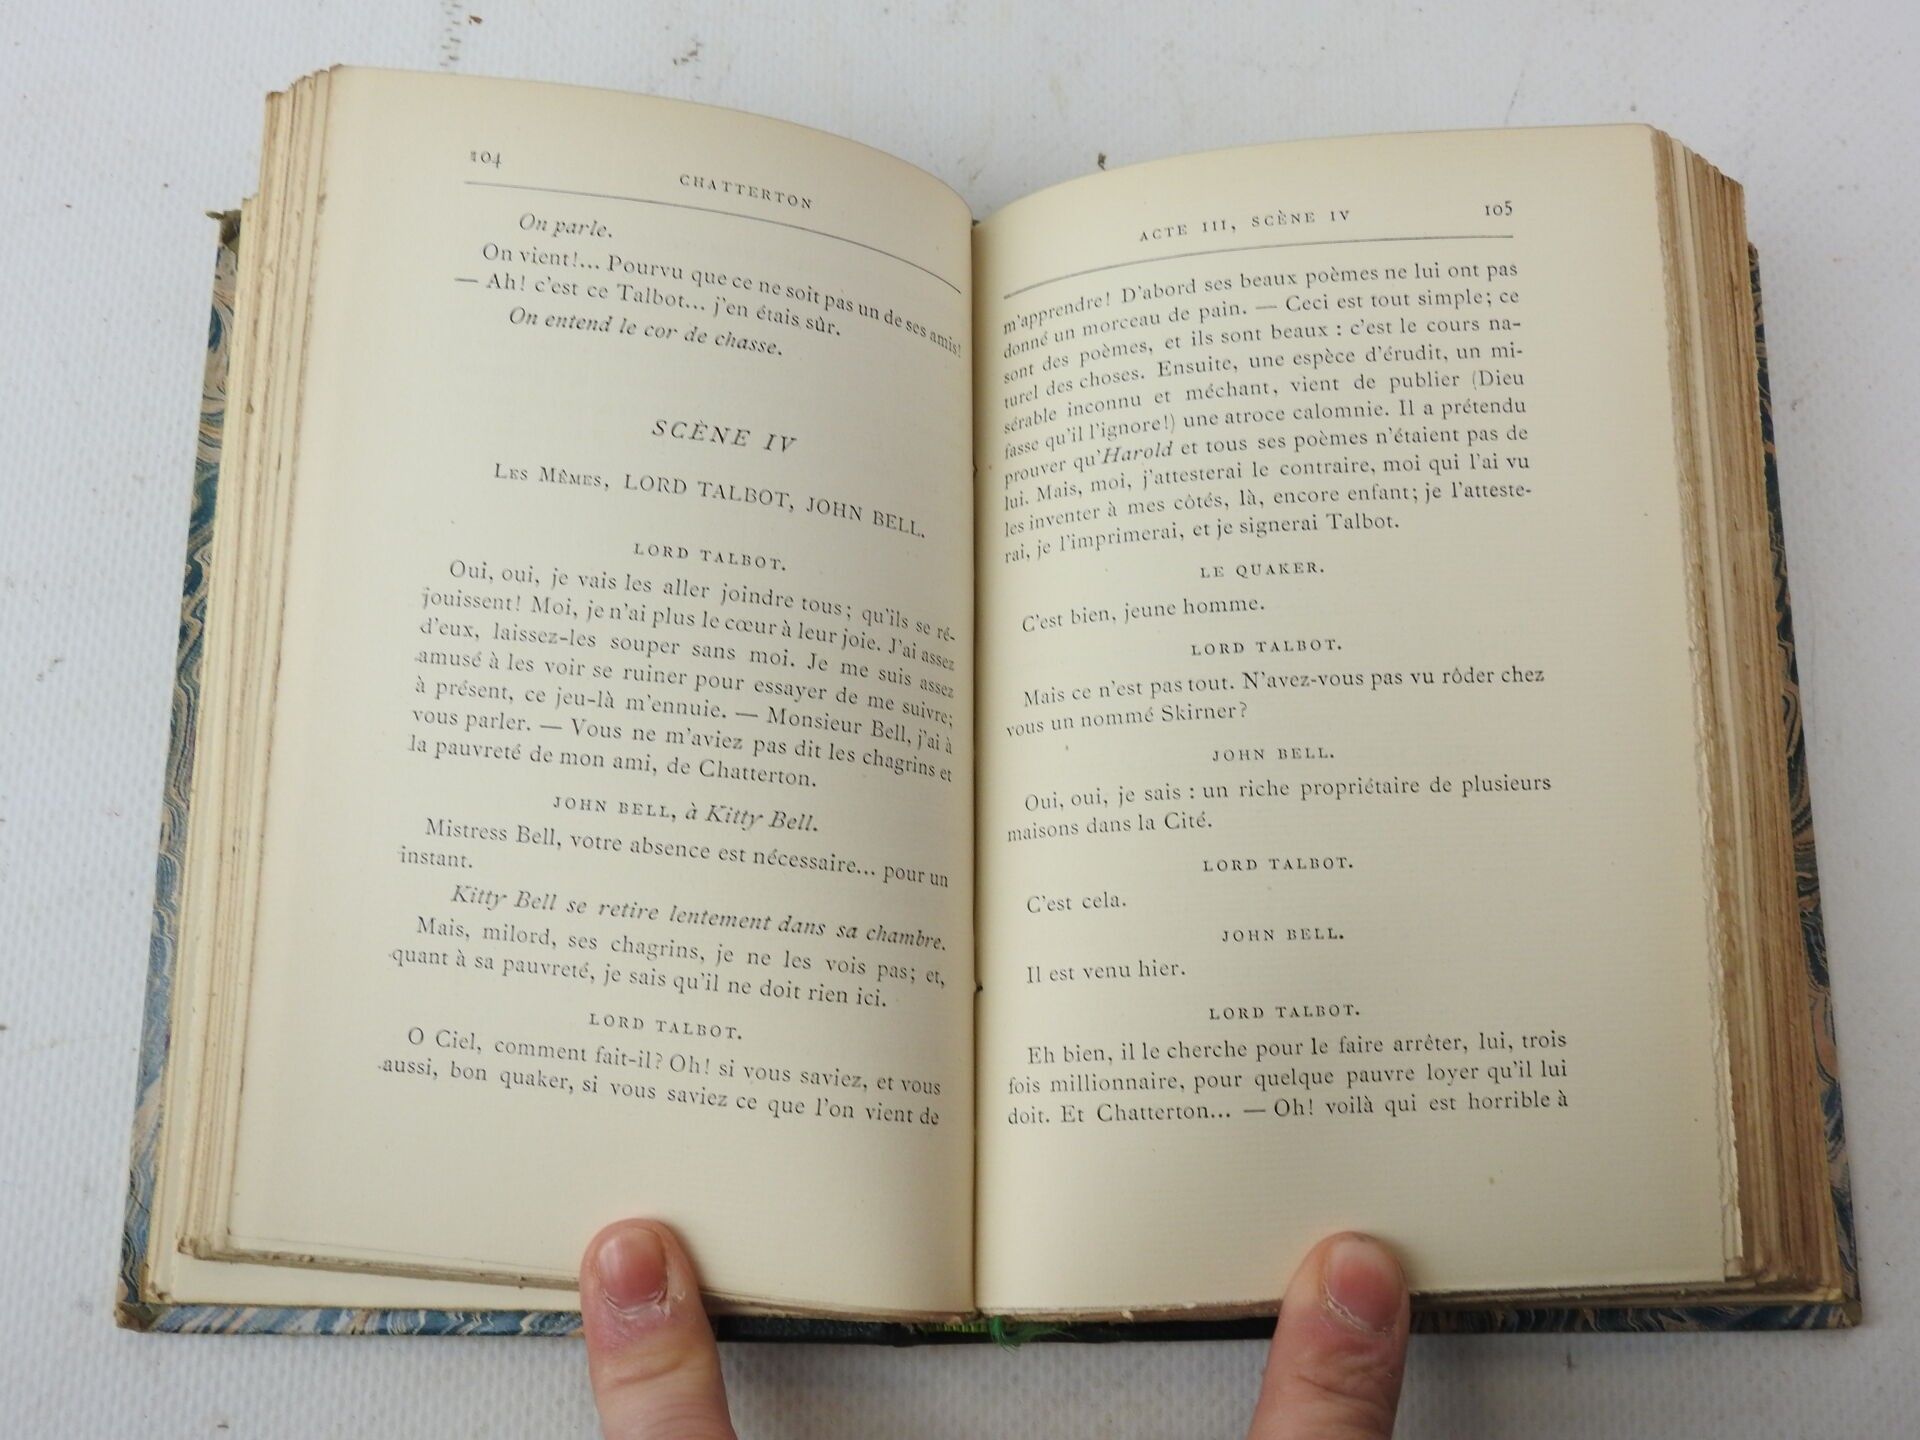 104
CHATTERTON
On parle.
On vient!... Pourvu que ce ne soit pas un de ses amis!
— Ah! c'est ce Talbot... j'en étais sûr.
On entend le cor de chasse.
SCÈNE IV
LES MÊMES, LORD TALBOT, JOHN BELL.
LORD TALBOT.
Oui, oui, je vais les aller joindre tous; qu'ils se ré-
jouissent! Moi, je n'ai plus le cœur à leur joie. J'ai assez
d'eux, laissez-les souper sans moi. Je me suis assez
amusé à les voir se ruiner pour essayer de me suivre;
à présent, ce jeu-là m'ennuie. — Monsieur Bell, j'ai à
vous parler. — Vous ne m'aviez pas dit les chagrins et
la pauvreté de mon ami, de Chatterton.
JOHN BELL, à Kitty Bell.
Mistress Bell, votre absence est nécessaire... pour un
instant.
Kitty Bell se retire lentement dans sa chambre.
Mais, milord, ses chagrins, je ne les vois pas; et,
quant à sa pauvreté, je sais qu'il ne doit rien ici.
LORD TALBOT.
O Ciel, comment fait-il? Oh! si vous saviez, et vous
aussi, bon quaker, si vous saviez ce que l'on vient de
ACTE III, SCÈNE IV
105
m'apprendre! D'abord ses beaux poèmes ne lui ont pas
donné un morceau de pain. — Ceci est tout simple; ce
sont des poèmes, et ils sont beaux : c'est le cours na-
turel des choses. Ensuite, une espèce d'érudit, un mi-
sérable inconnu et méchant, vient de publier (Dieu
fasse qu'il l'ignore!) une atroce calomnie. Il a prétendu
prouver qu'Harold et tous ses poèmes n'étaient pas de
lui. Mais, moi, j'attesterai le contraire, moi qui l'ai vu
les inventer à mes côtés, là, encore enfant; je l'atteste-
rai, je l'imprimerai, et je signerai Talbot.
LE QUAKER.
C'est bien, jeune homme.
LORD TALBOT.
Mais ce n'est pas tout. N'avez-vous pas vu rôder chez
vous un nommé Skirner?
JOHN BELL.
Oui, oui, je sais : un riche propriétaire de plusieurs
maisons dans la Cité.
LORD TALBOT.
C'est cela.
JOHN BELL.
Il est venu hier.
LORD TALBOT.
Eh bien, il le cherche pour le faire arrêter, lui, trois
fois millionnaire, pour quelque pauvre loyer qu'il lui
doit. Et Chatterton... — Oh! voilà qui est horrible à